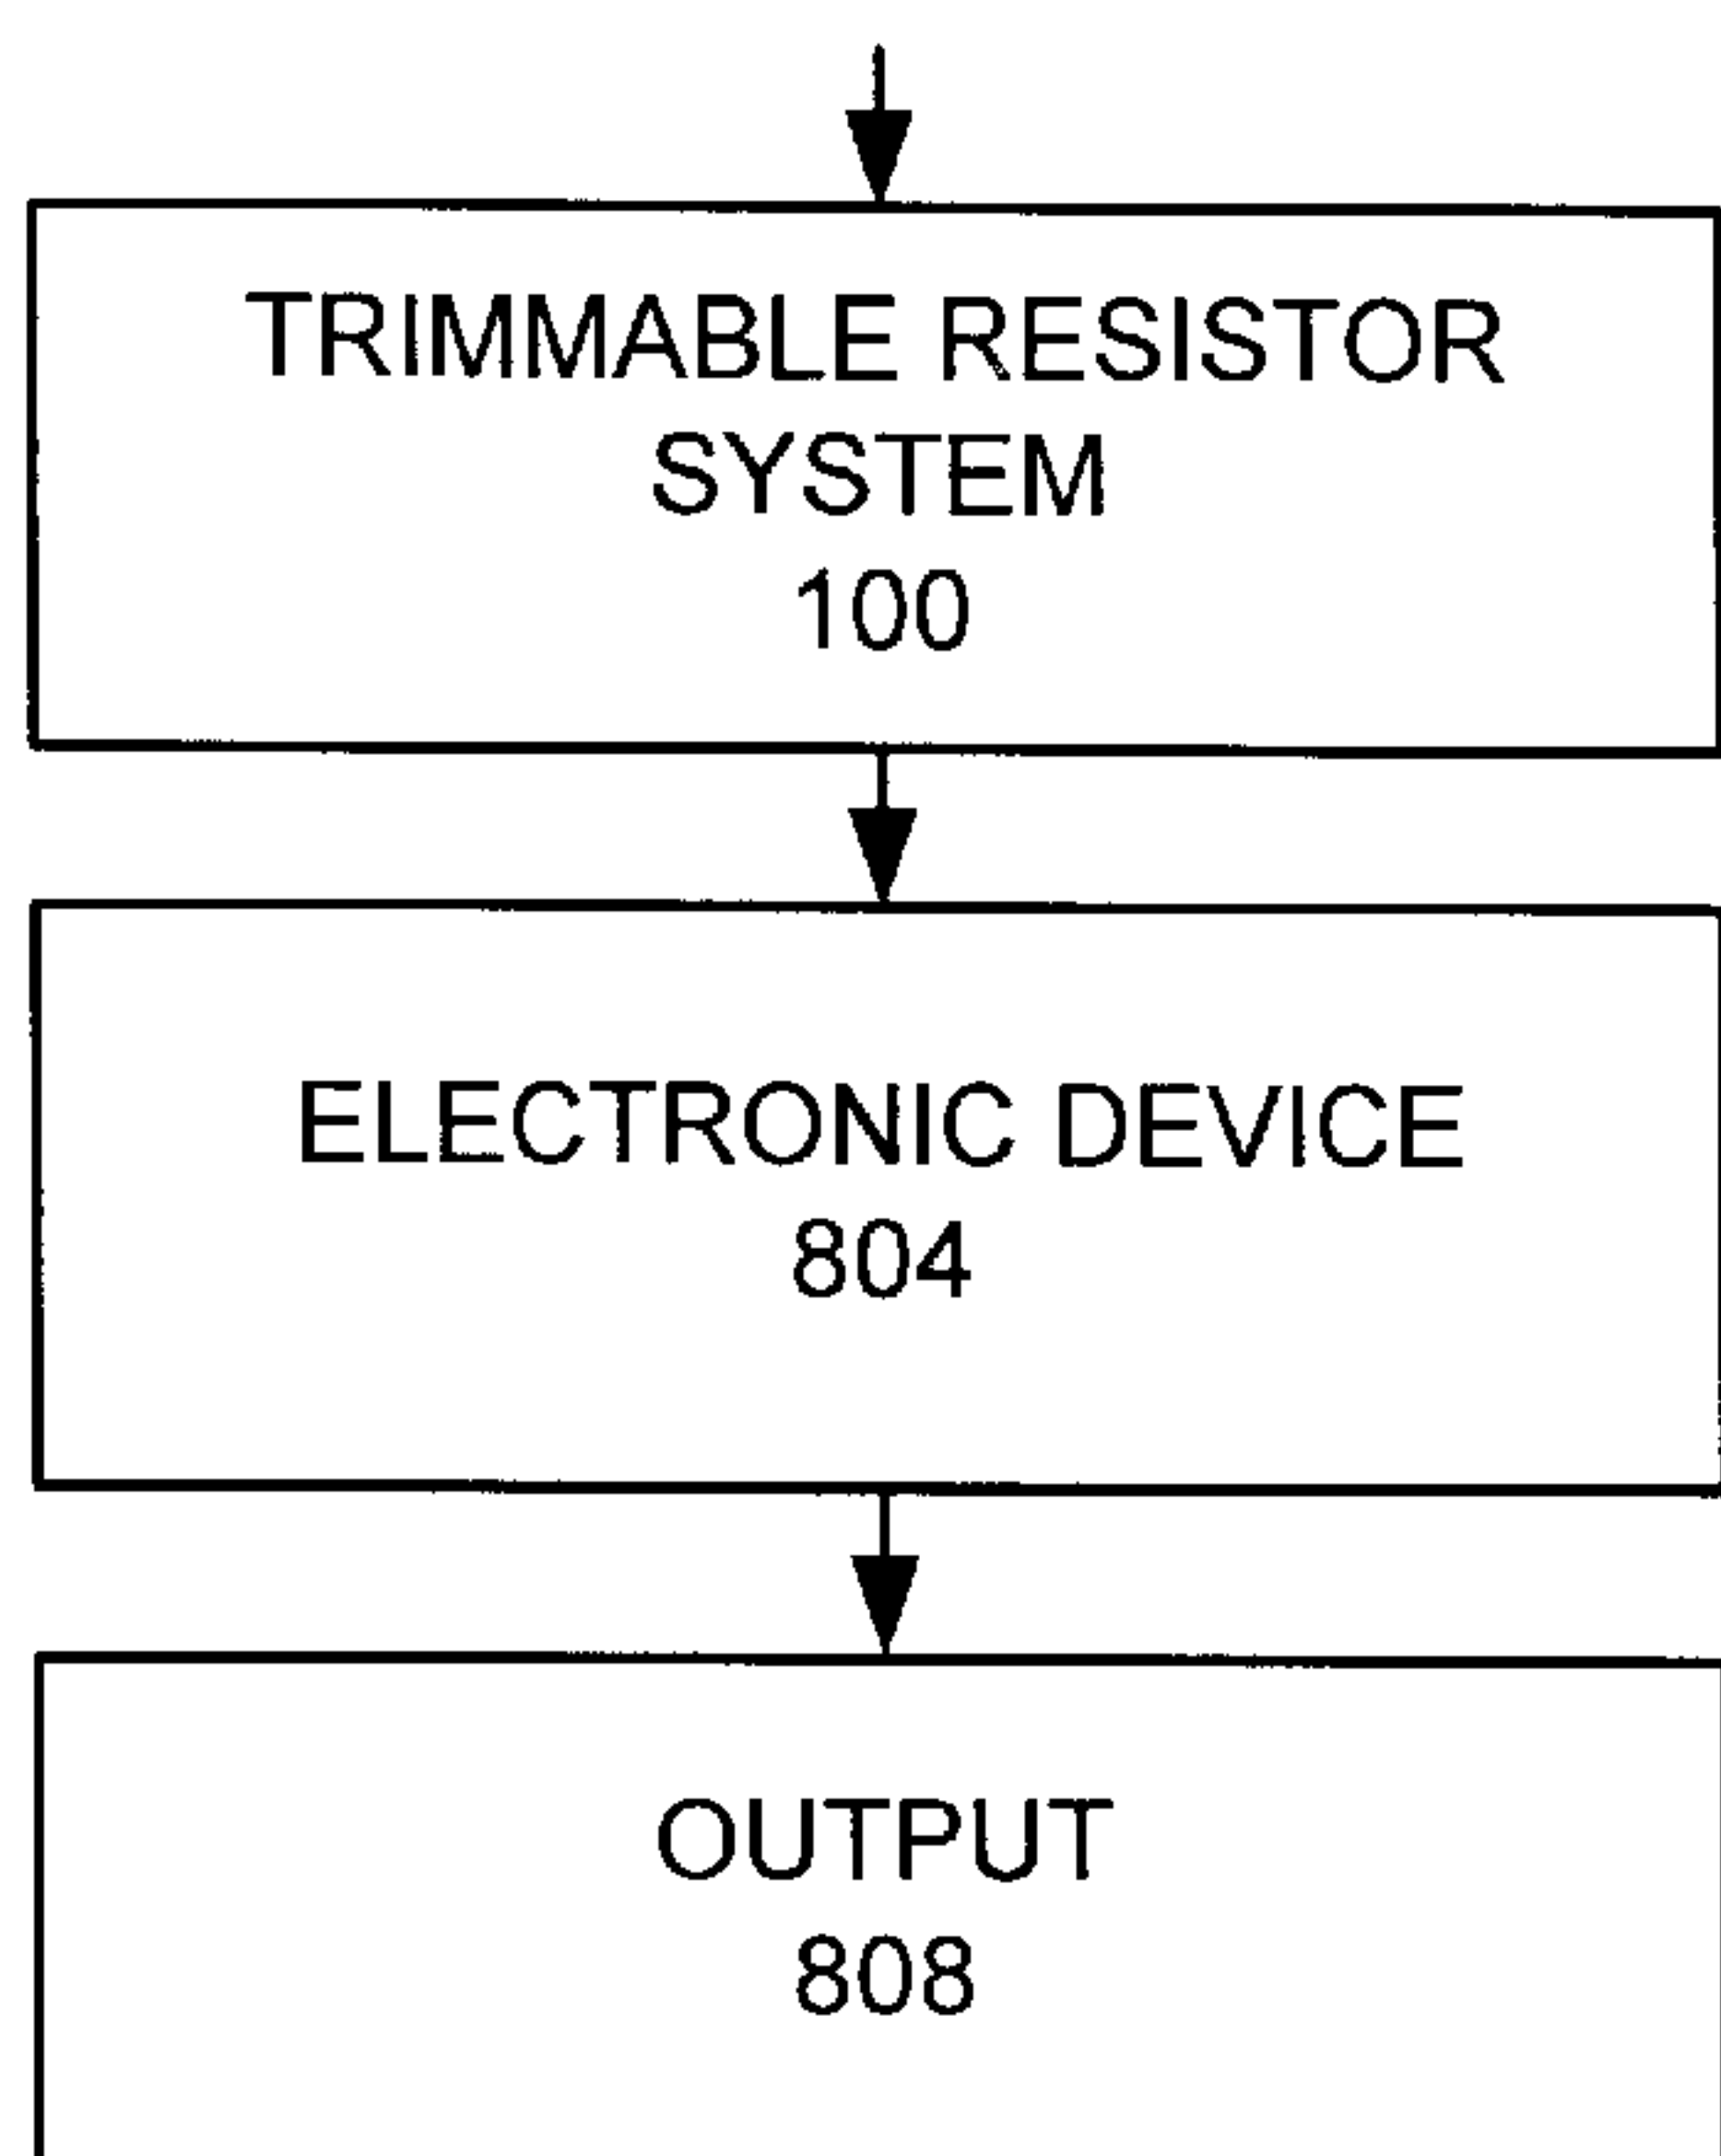 TRIMMABLE RESISTOR
SYSTEM
100
ELECTRONIC DEVICE
804
OUTPUT
808